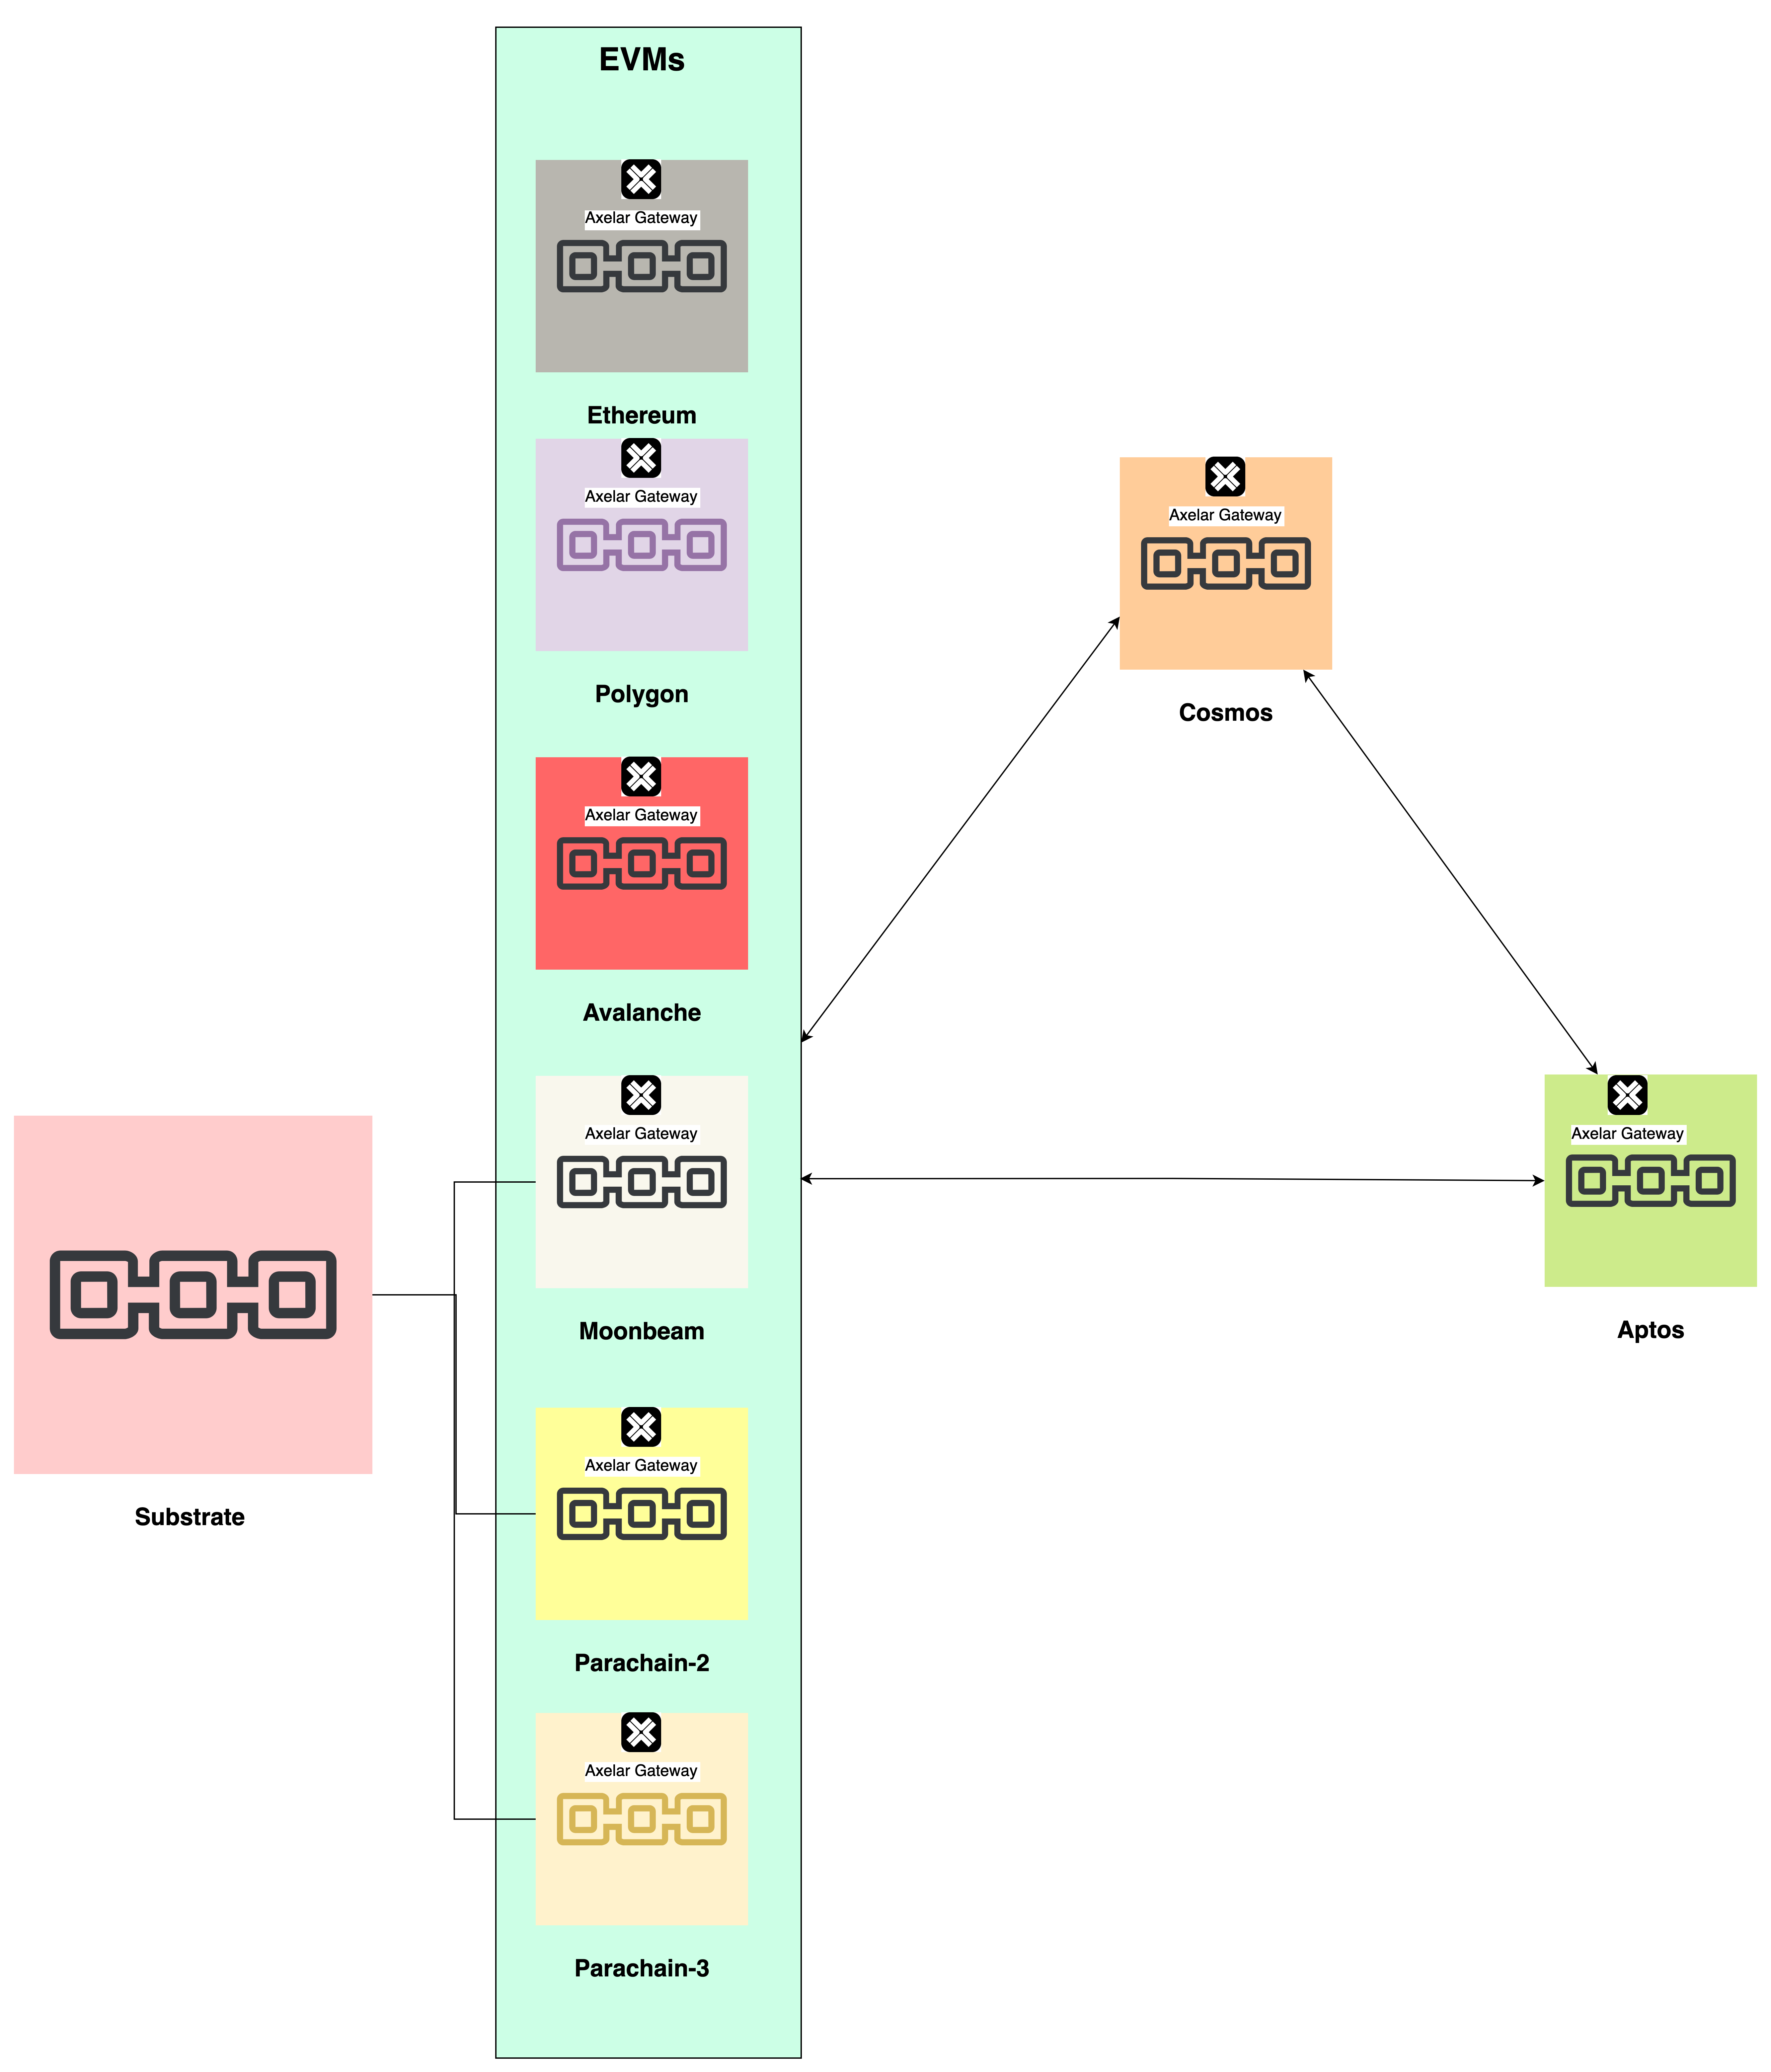 EVMs
Axelar Gateway
Ethereum
Axelar Gateway
Polygon
Axelar Gateway
Avalanche
Axelar Gateway
Moonbeam
Axelar Gateway
Parachain-2
Axelar Gateway
Parachain-3
Substrate
Axelar Gateway
Cosmos
Axelar Gateway
Aptos